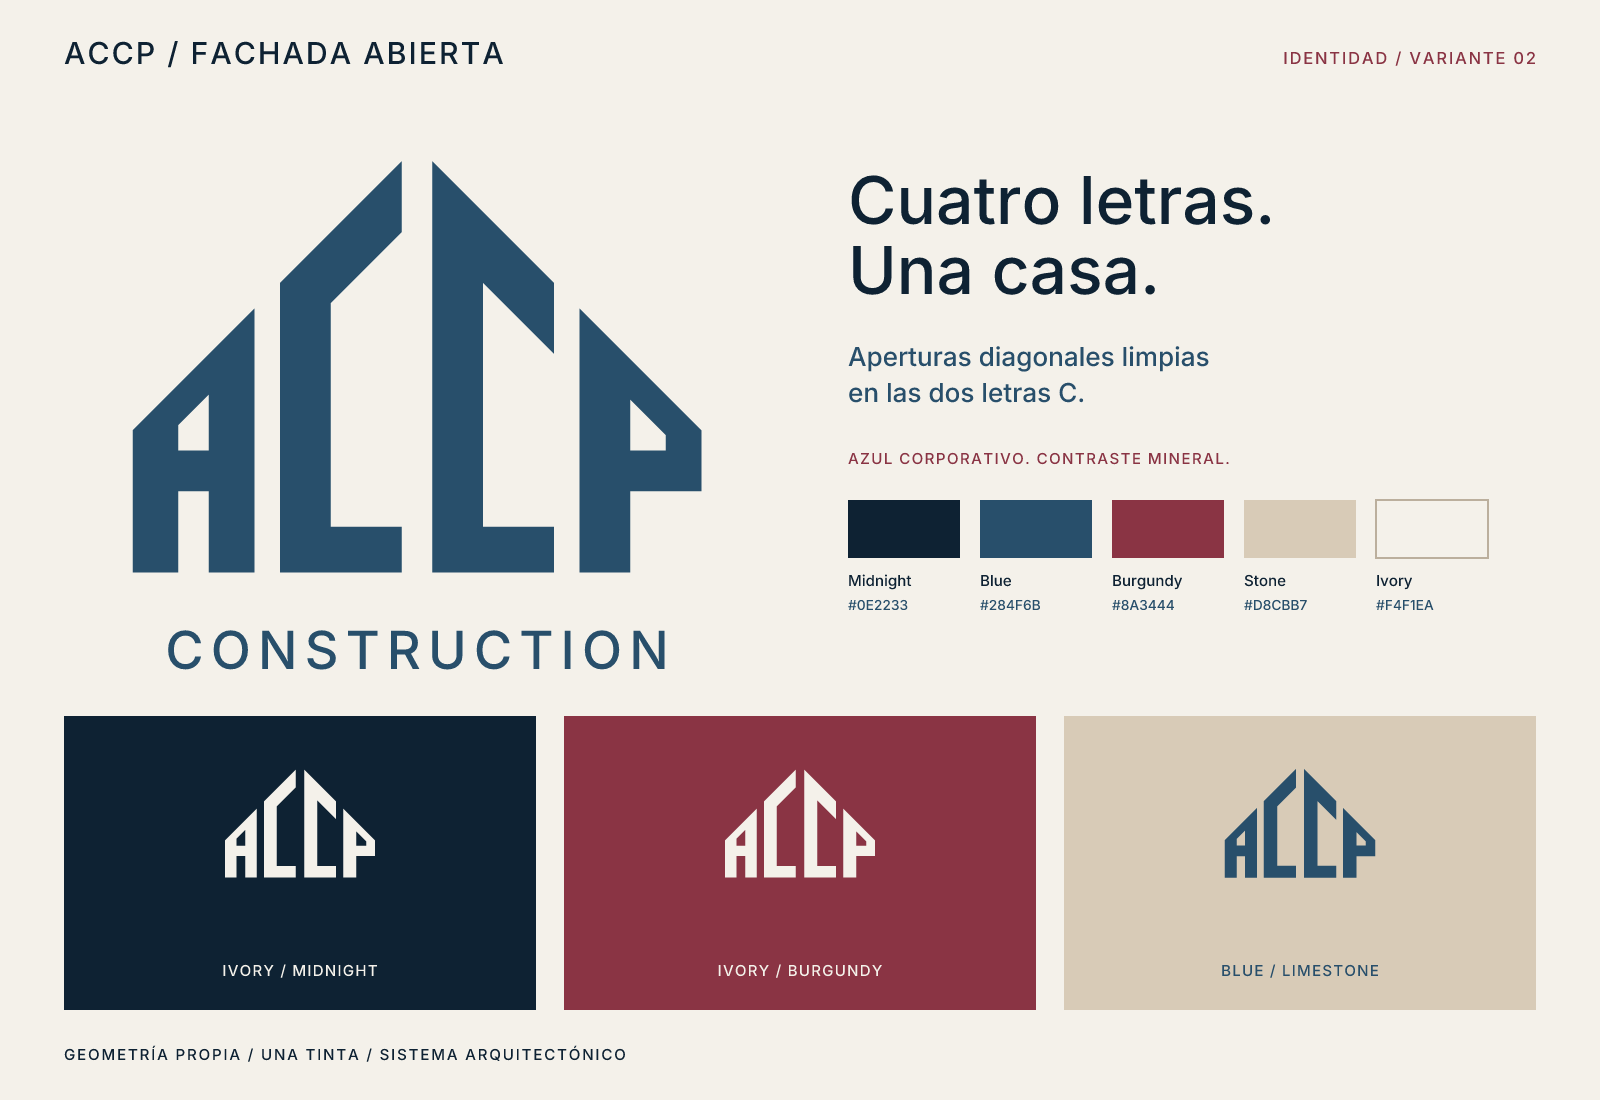 ACCP / FACHADA ABIERTA
IDENTIDAD / VARIANTE 02
ACCP
CONSTRUCTION
Cuatro letras.
Una casa.
Aperturas diagonales limpias
en las dos letras C.
AZUL CORPORATIVO. CONTRASTE MINERAL.
Midnight Blue Burgundy Stone Ivory
#0E2233 #284F6B #8A3444 #D8CBB7 #F4F1EA
ACCP
IVORY / MIDNIGHT
ACCP
IVORY / BURGUNDY
ACCP
BLUE / LIMESTONE
GEOMETRÍA PROPIA / UNA TINTA / SISTEMA ARQUITECTÓNICO